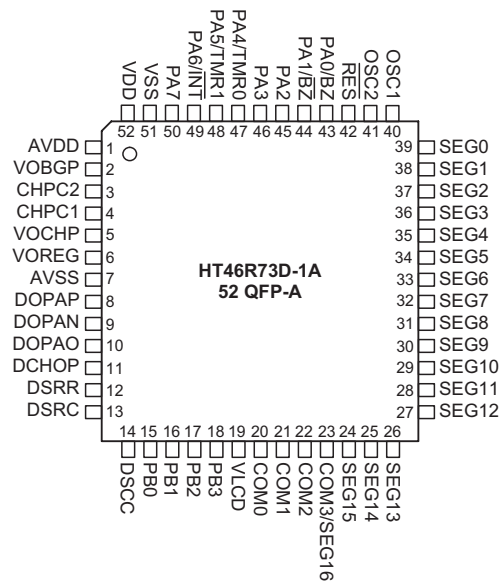 VDD
VSS
PA7
PA6/INT
PA5/TMR1
PA4/TMR0
PA3
PA2
PA1/BZ
PA0/BZ
RES
OSC2
OSC1
52 51 50 49 48 47 46 45 44 43 42 41 40
AVDD 1
VOBGP 2
CHPC2 3
CHPC1 4
VOCHP 5
VOREG 6
AVSS 7
DOPAP 8
DOPAN 9
DOPAO 10
DCHOP 11
DSRR 12
DSRC 13
HT46R73D-1A
52 QFP-A
39 SEG0
38 SEG1
37 SEG2
36 SEG3
35 SEG4
34 SEG5
33 SEG6
32 SEG7
31 SEG8
30 SEG9
29 SEG10
28 SEG11
27 SEG12
14 15 16 17 18 19 20 21 22 23 24 25 26
DSCC
PB0
PB1
PB2
PB3
VLCD
COM0
COM1
COM2
COM3/SEG16
SEG15
SEG14
SEG13